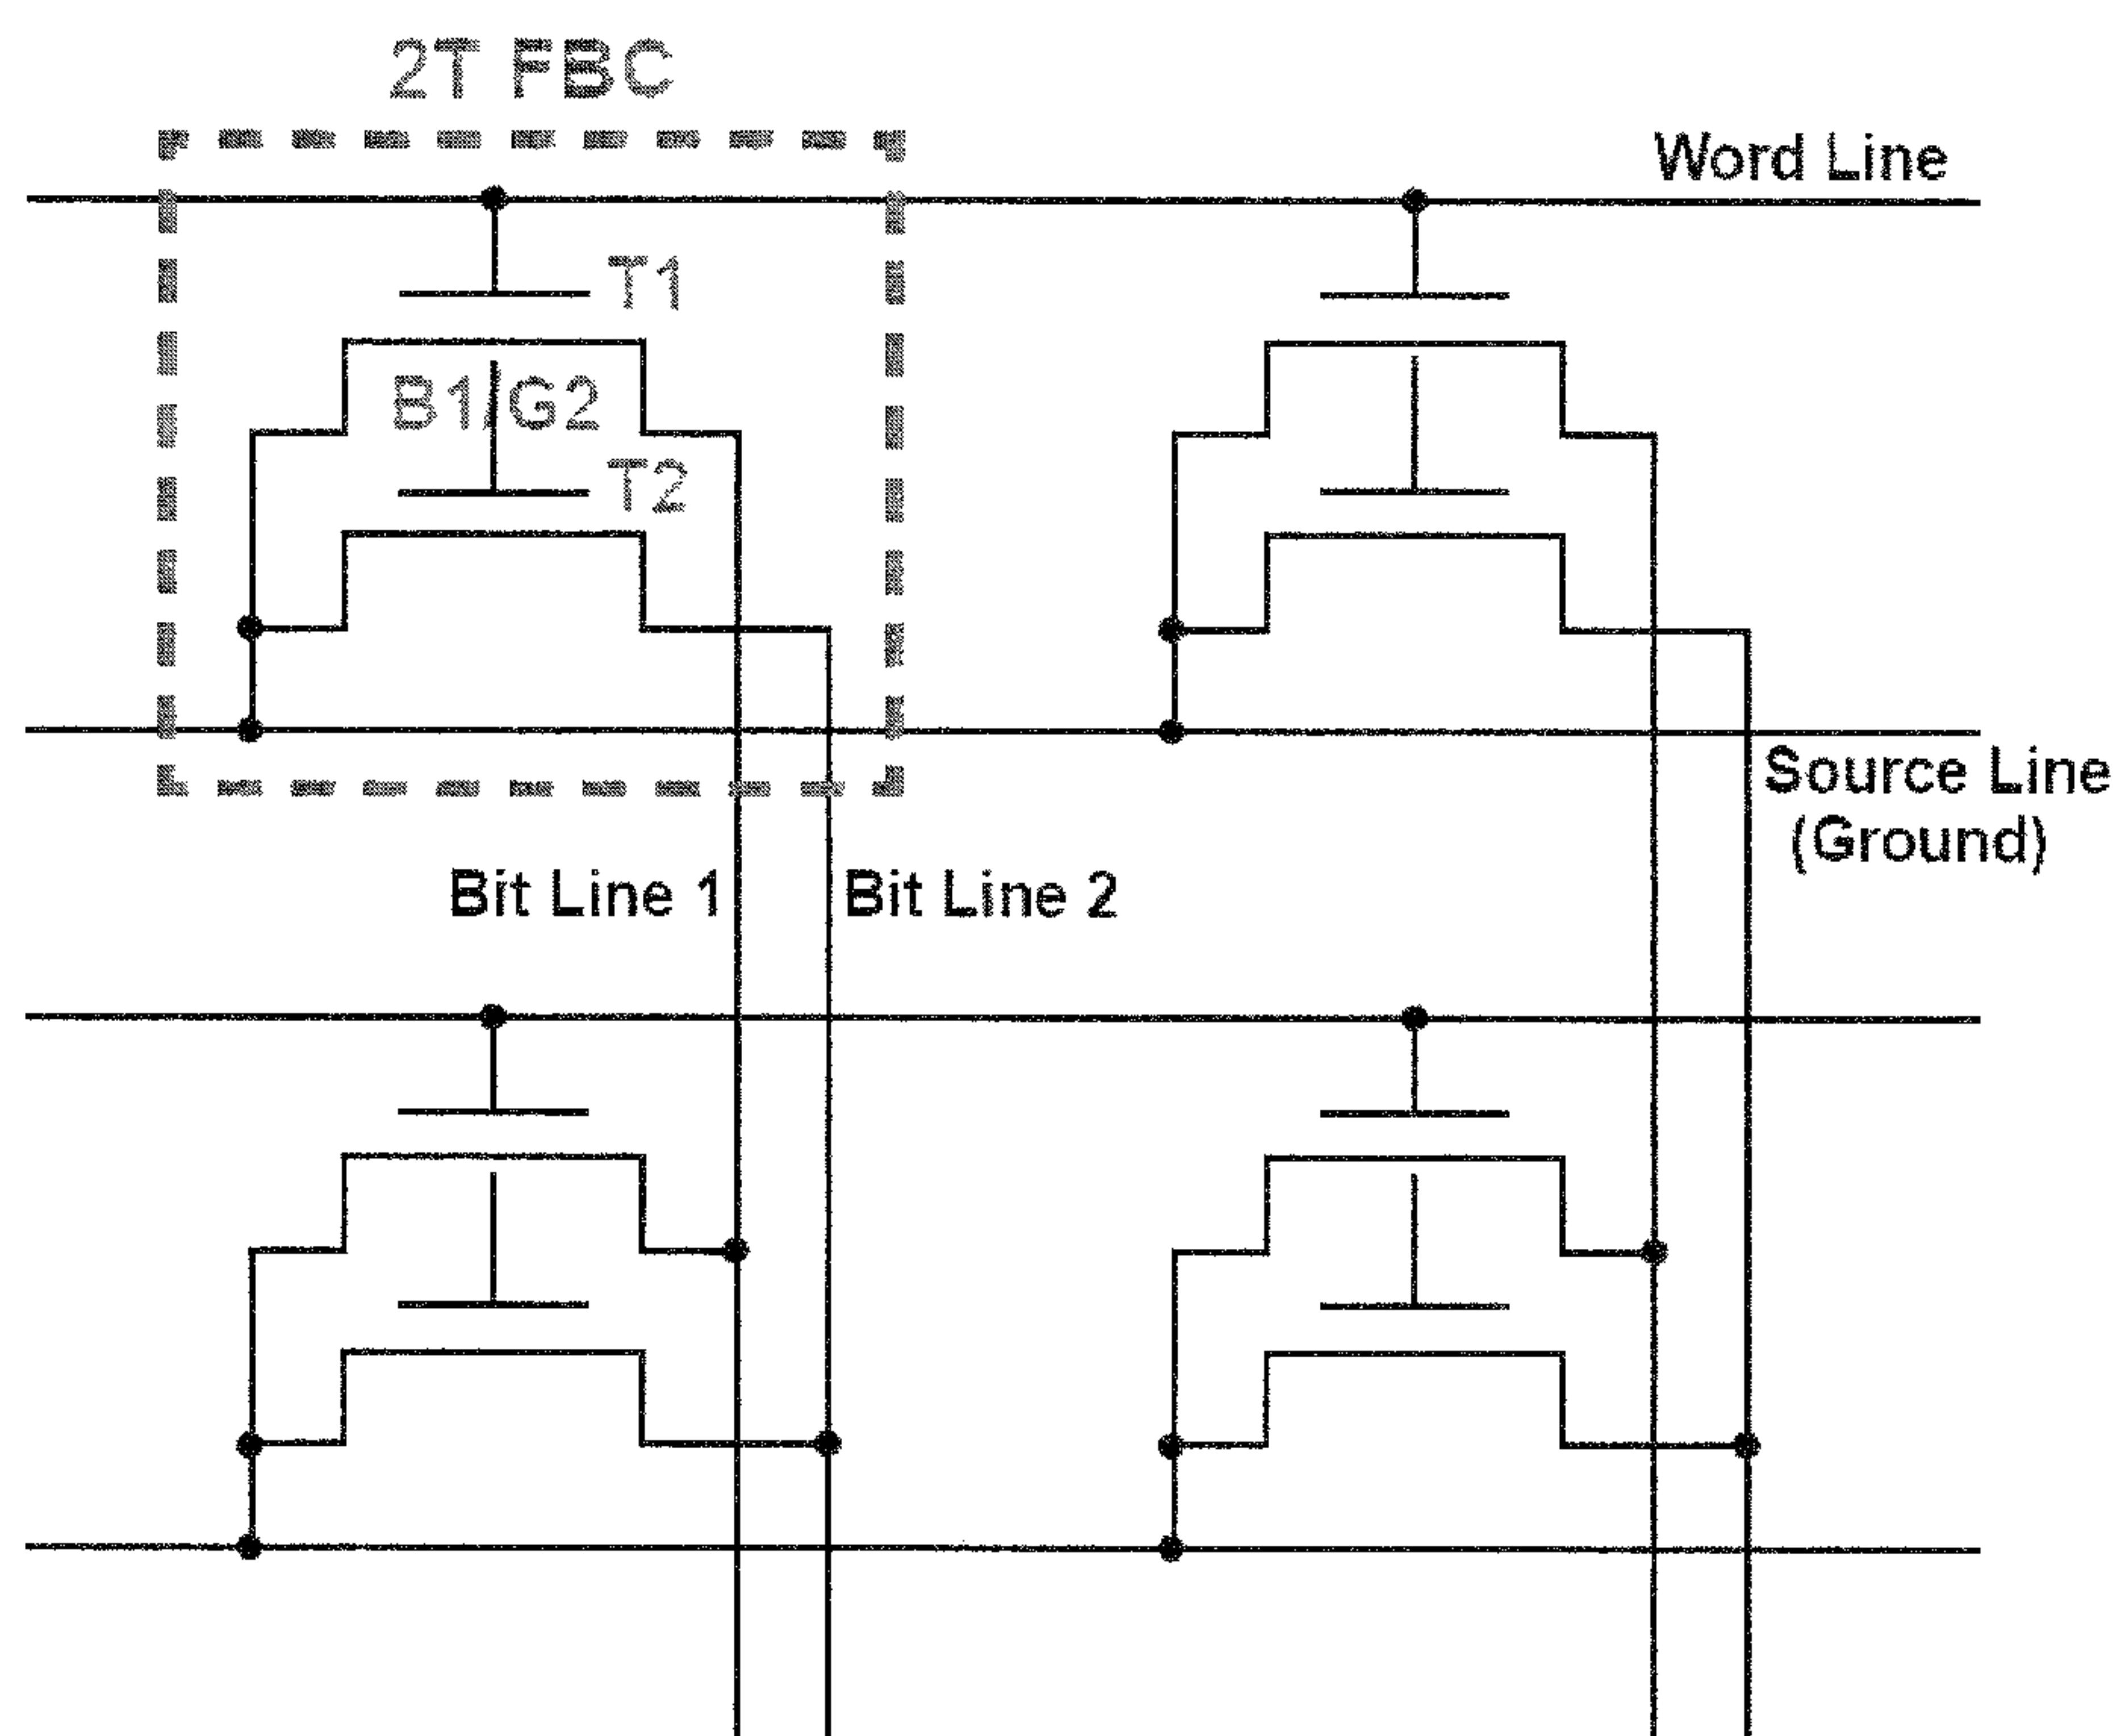 2T FBC
Word Line
T1
B1/G2
T2
Source Line
(Ground)
Bit Line 1
Bit Line 2